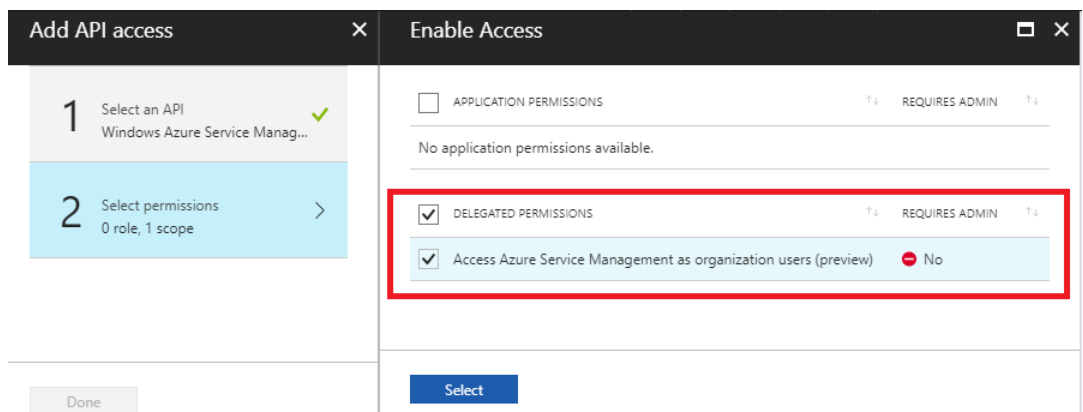 Add API access
1
Select an API
Windows Azure Service Manag...
2
Select permissions
0 role, 1 scope
Done
Enable Access
APPLICATION PERMISSIONS
REQUIRES ADMIN
No application permissions available.
DELEGATED PERMISSIONS
REQUIRES ADMIN
Access Azure Service Management as organization users (preview)
No
Select